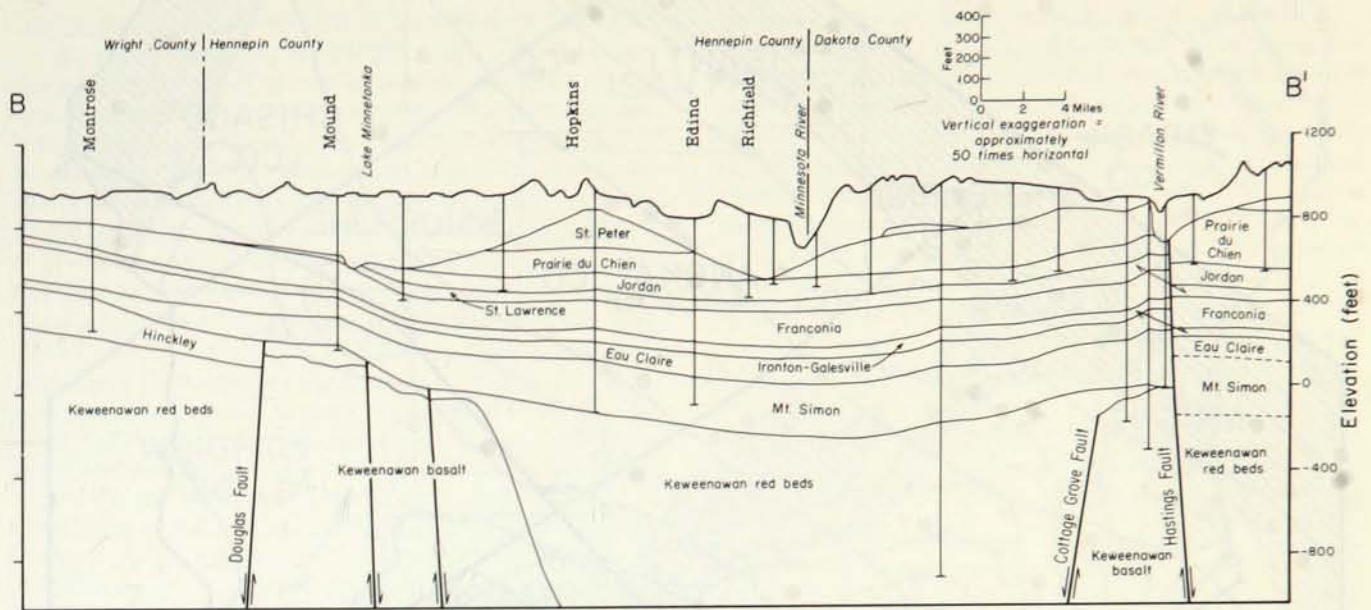 Wright County
Hennepin County
Hennepin County
Dakota County
400
300
200
100
0
Feet
0 2 4 Miles
Vertical exaggeration =
approximately
50 times horizontal
B
B'
Montrose
Mound
Lake Minnetonka
Hopkins
Edina
Richfield
Minnesota River
Vermillion River
1200
800
400
0
-400
-800
Elevation (feet)
St. Peter
Prairie du Chien
Jordan
St. Lawrence
Franconia
Eau Claire
Ironton-Galesville
Hinckley
Mt. Simon
Keweenawan red beds
Keweenawan basalt
Keweenawan red beds
Douglas Fault
Cottage Grove Fault
Hastings Fault
Keweenawan
basalt
Prairie
du
Chien
Jordan
Franconia
Eau Claire
Mt. Simon
Keweenawan
red beds